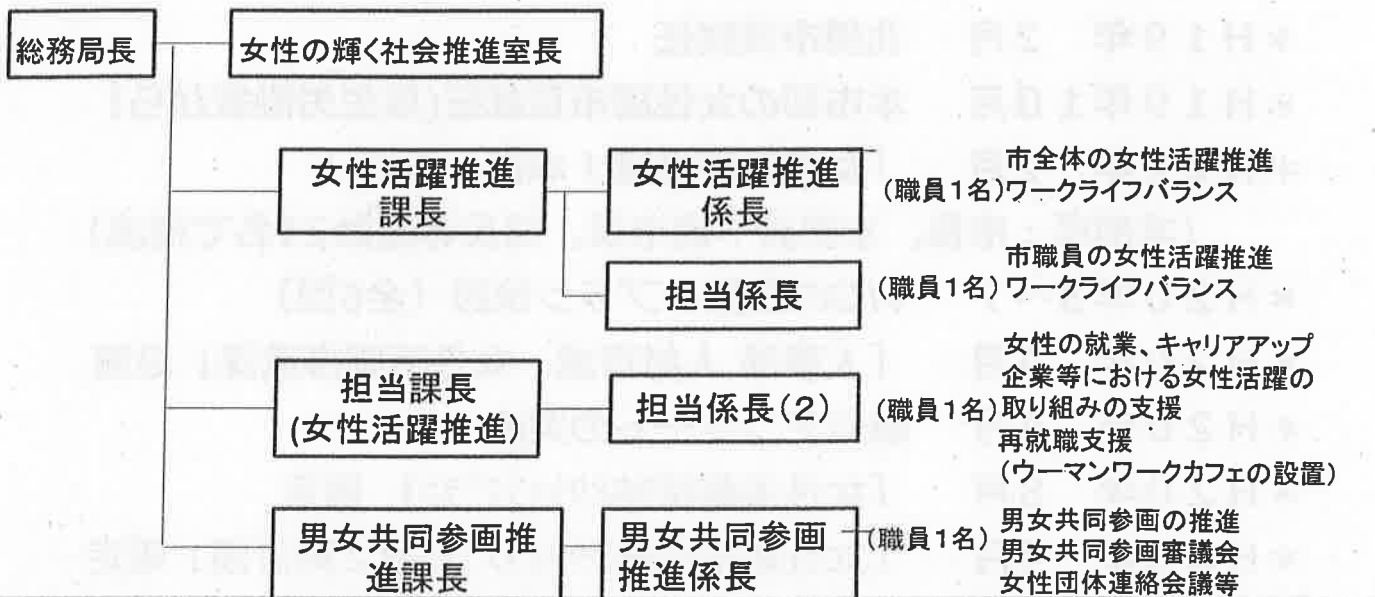 総務局長
女性の輝く社会推進室長
女性活躍推進
課長
女性活躍推進
係長
(職員1名)
市全体の女性活躍推進
ワークライフバランス
担当係長
(職員1名)
市職員の女性活躍推進
ワークライフバランス
担当課長
(女性活躍推進)
担当係長(2)
(職員1名)
女性の就業、キャリアアップ
企業等における女性活躍の
取り組みの支援
再就職支援
(ウーマンワークカフェの設置)
男女共同参画推
進課長
男女共同参画
推進係長
(職員1名)
男女共同参画の推進
男女共同参画審議会
女性団体連絡会議等